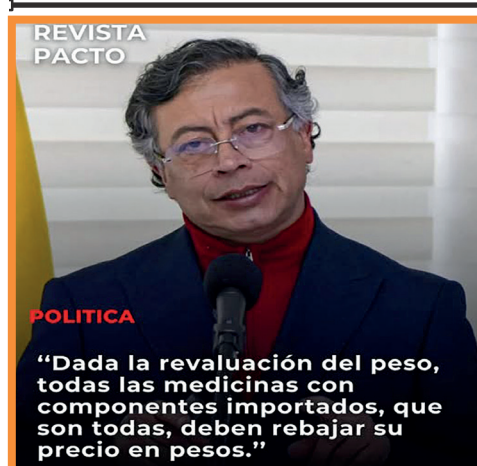 REVISTA
PACTO
POLITICA
‘‘Dada la revaluación del peso,
todas las medicinas con
componentes importados, que
son todas, deben rebajar su
precio en pesos.’’